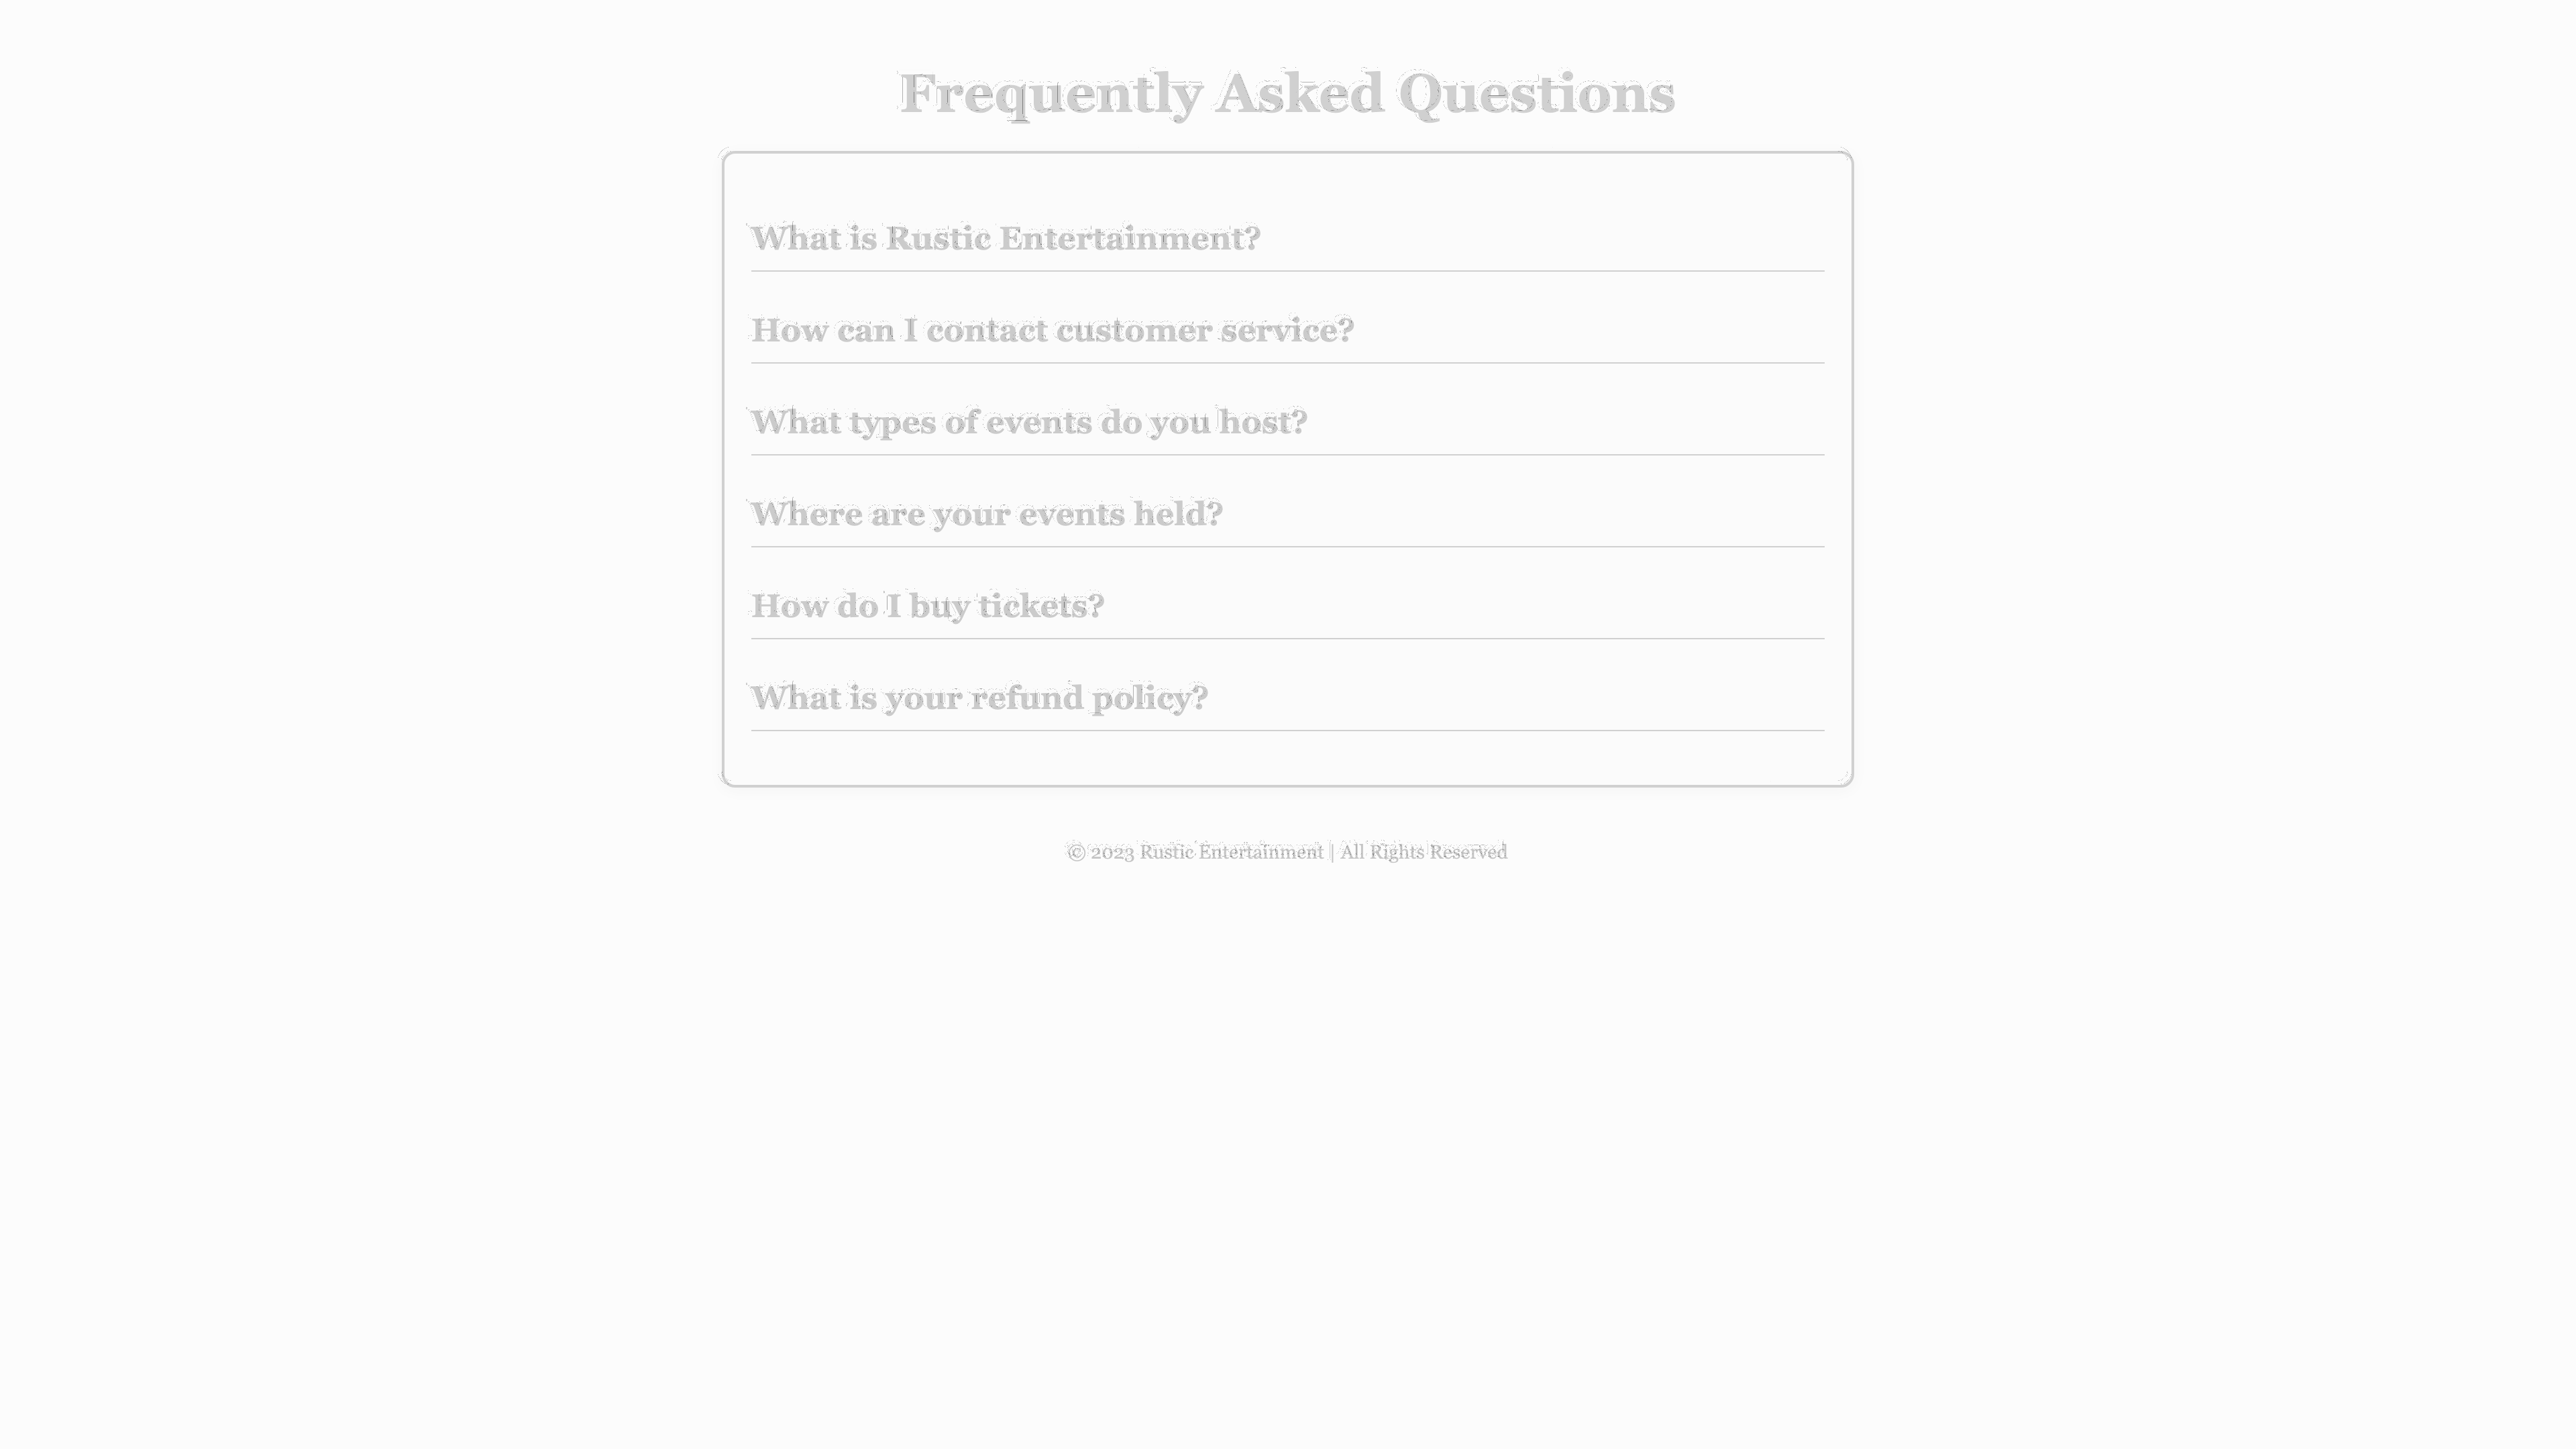 Frequently Asked Questions
What is Rustic Entertainment?
How can I contact customer service?
What types of events do you host?
Where are your events held?
How do I buy tickets?
What is your refund policy?
© 2023 Rustic Entertainment | All Rights Reserved